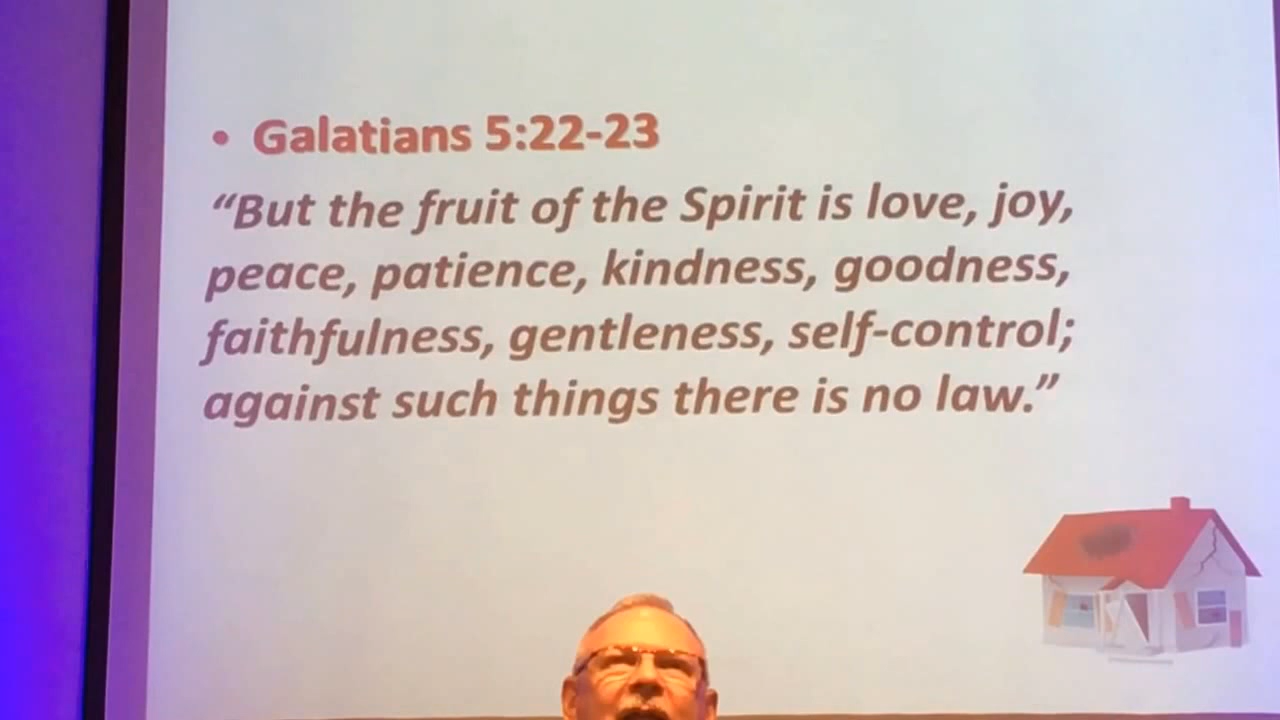 • Galatians 5:22-23
“But the fruit of the Spirit is love, joy,
peace, patience, kindness, goodness,
faithfulness, gentleness, self-control;
against such things there is no law.”